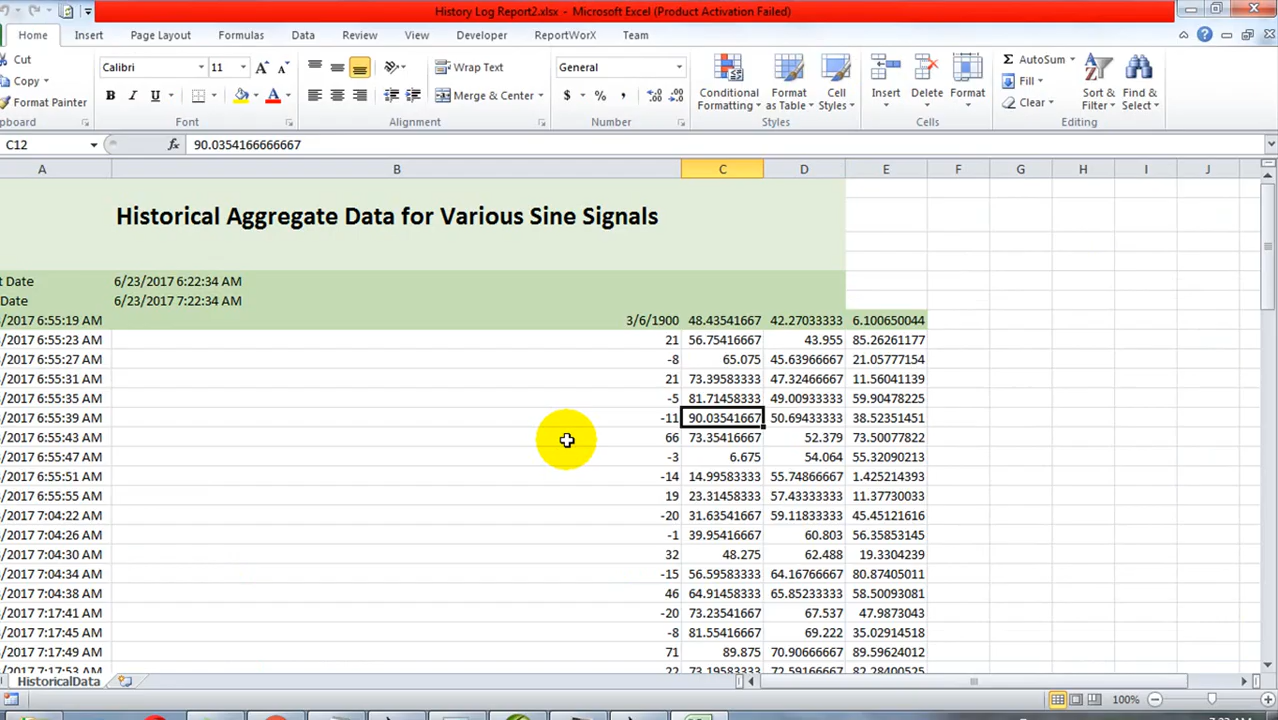 History Log Report2.xlsx - Microsoft Excel (Product Activation Failed)
Home Insert Page Layout Formulas Data Review View Developer ReportWorX Team
Cut
Copy
Format Painter
Calibri 11
B I U
Wrap Text
Merge & Center
General
$ % ,
Conditional Formatting
Format as Table
Cell Styles
Insert Delete Format
AutoSum
Fill
Clear
Sort & Filter
Find & Select
pboard Font Alignment Number Styles Cells Editing
C12 fx 90.0354166666667
A B C D E F G H I J
Historical Aggregate Data for Various Sine Signals
t Date 6/23/2017 6:22:34 AM
Date 6/23/2017 7:22:34 AM
/2017 6:55:19 AM 3/6/1900 48.43541667 42.27033333 6.100650044
/2017 6:55:23 AM 21 56.75416667 43.955 85.26261177
/2017 6:55:27 AM -8 65.075 45.63966667 21.05777154
/2017 6:55:31 AM 21 73.39583333 47.32466667 11.56041139
/2017 6:55:35 AM -5 81.71458333 49.00933333 59.90478225
/2017 6:55:39 AM -11 90.03541667 50.69433333 38.52351451
/2017 6:55:43 AM 66 73.35416667 52.379 73.50077822
/2017 6:55:47 AM -3 6.675 54.064 55.32090213
/2017 6:55:51 AM -14 14.99583333 55.74866667 1.425214393
/2017 6:55:55 AM 19 23.31458333 57.43333333 11.37730033
/2017 7:04:22 AM -20 31.63541667 59.11833333 45.45121616
/2017 7:04:26 AM -1 39.95416667 60.803 56.35853145
/2017 7:04:30 AM 32 48.275 62.488 19.3304239
/2017 7:04:34 AM -15 56.59583333 64.16766667 80.87405011
/2017 7:04:38 AM 46 64.91458333 65.85233333 58.50093081
/2017 7:17:41 AM -20 73.23541667 67.537 47.9873043
/2017 7:17:45 AM -8 81.55416667 69.222 35.02914518
/2017 7:17:49 AM 71 89.875 70.90666667 89.59624012
/2017 7:17:53 AM 22 73.19583333 72.59166667 82.28400525
HistoricalData
100%